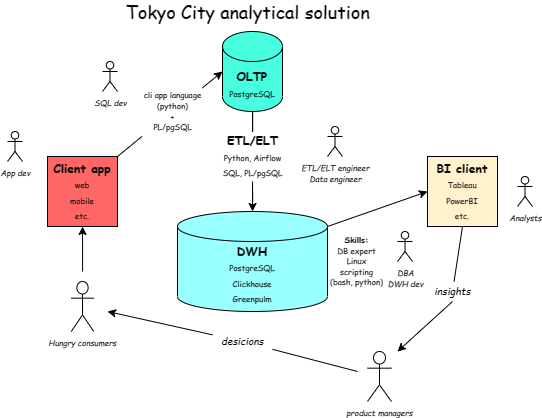 Tokyo City analytical solution
OLTP
PostgreSQL
SQL dev
cli app language
(python)
+
PL/pgSQL
ETL/ELT
Python, Airflow
SQL, PL/pgSQL
ETL/ELT engineer
Data engineer
App dev
Client app
web
mobile
etc.
BI client
Tableau
PowerBI
etc.
Analysts
DWH
PostgreSQL
Clickhouse
Greenpulm
Skills:
DB expert
Linux
scripting
(bash, python)
DBA
DWH dev
insights
Hungry consumers
desicions
product managers